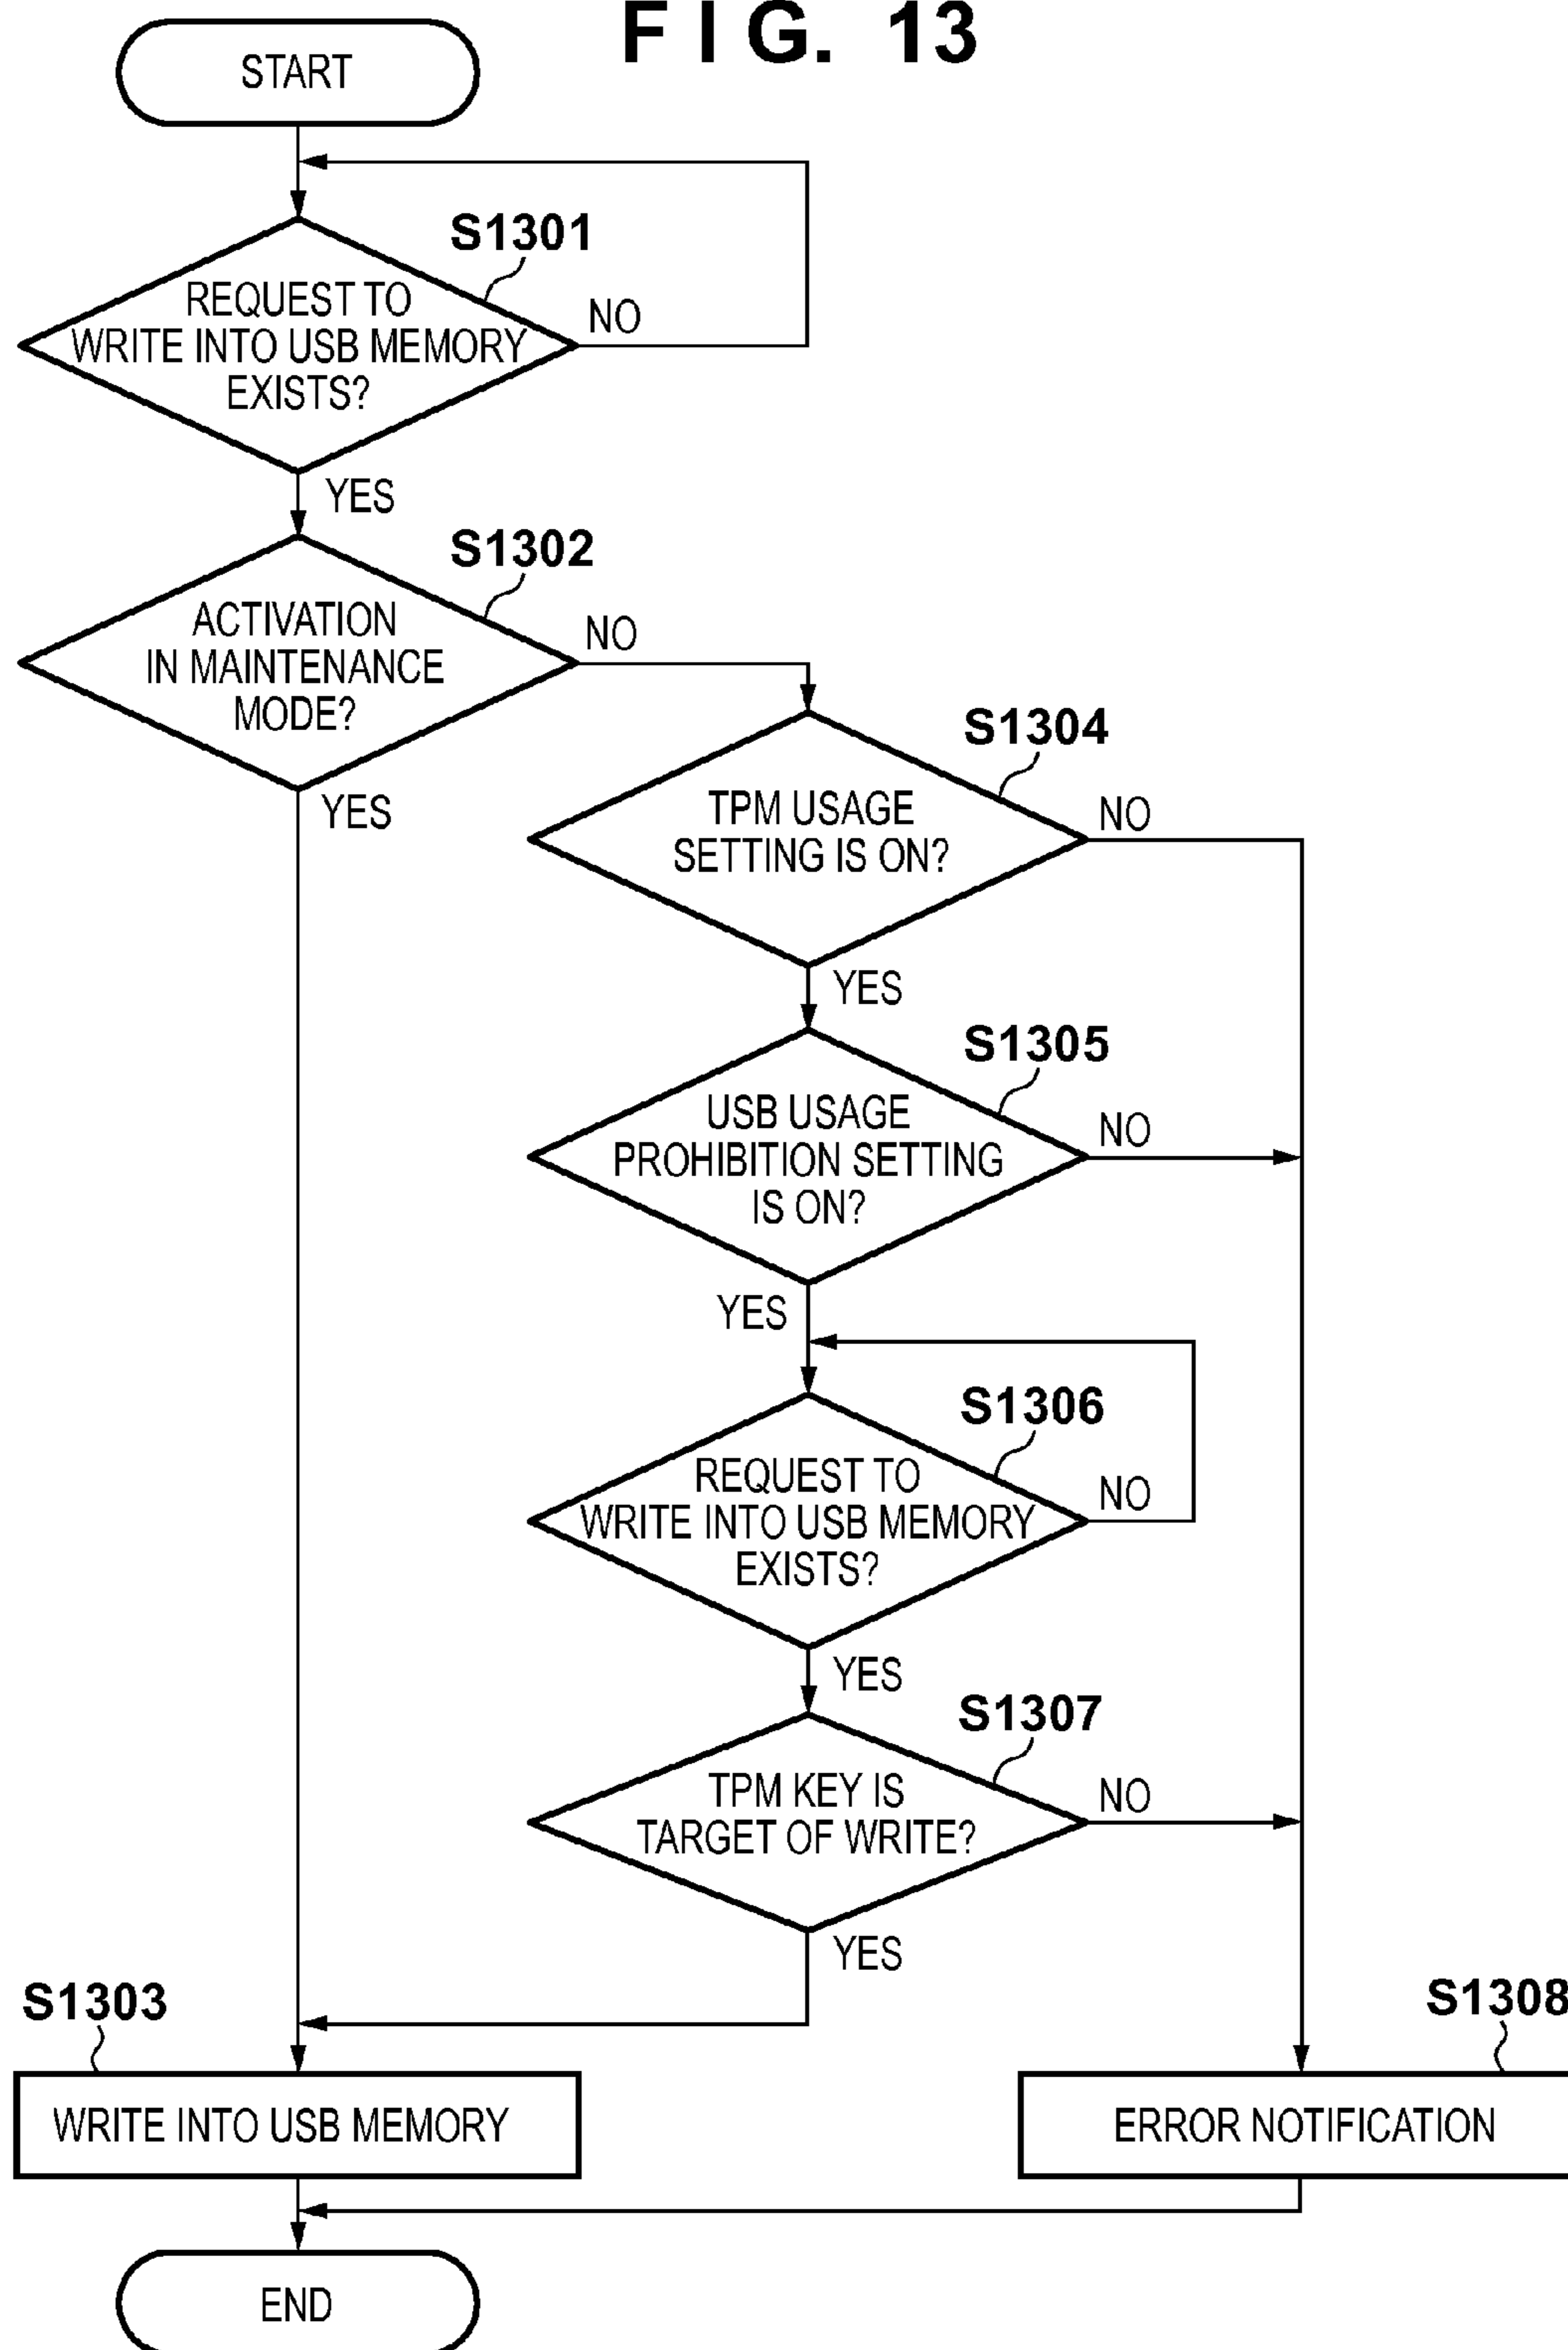 FIG. 13
START
S1301
REQUEST TO
WRITE INTO USB MEMORY
EXISTS?
NO
YES
S1302
ACTIVATION
IN MAINTENANCE
MODE?
NO
YES
S1304
TPM USAGE
SETTING IS ON?
NO
YES
S1305
USB USAGE
PROHIBITION SETTING
IS ON?
NO
YES
S1306
REQUEST TO
WRITE INTO USB MEMORY
EXISTS?
NO
YES
S1307
TPM KEY IS
TARGET OF WRITE?
NO
YES
S1303
WRITE INTO USB MEMORY
S1308
ERROR NOTIFICATION
END